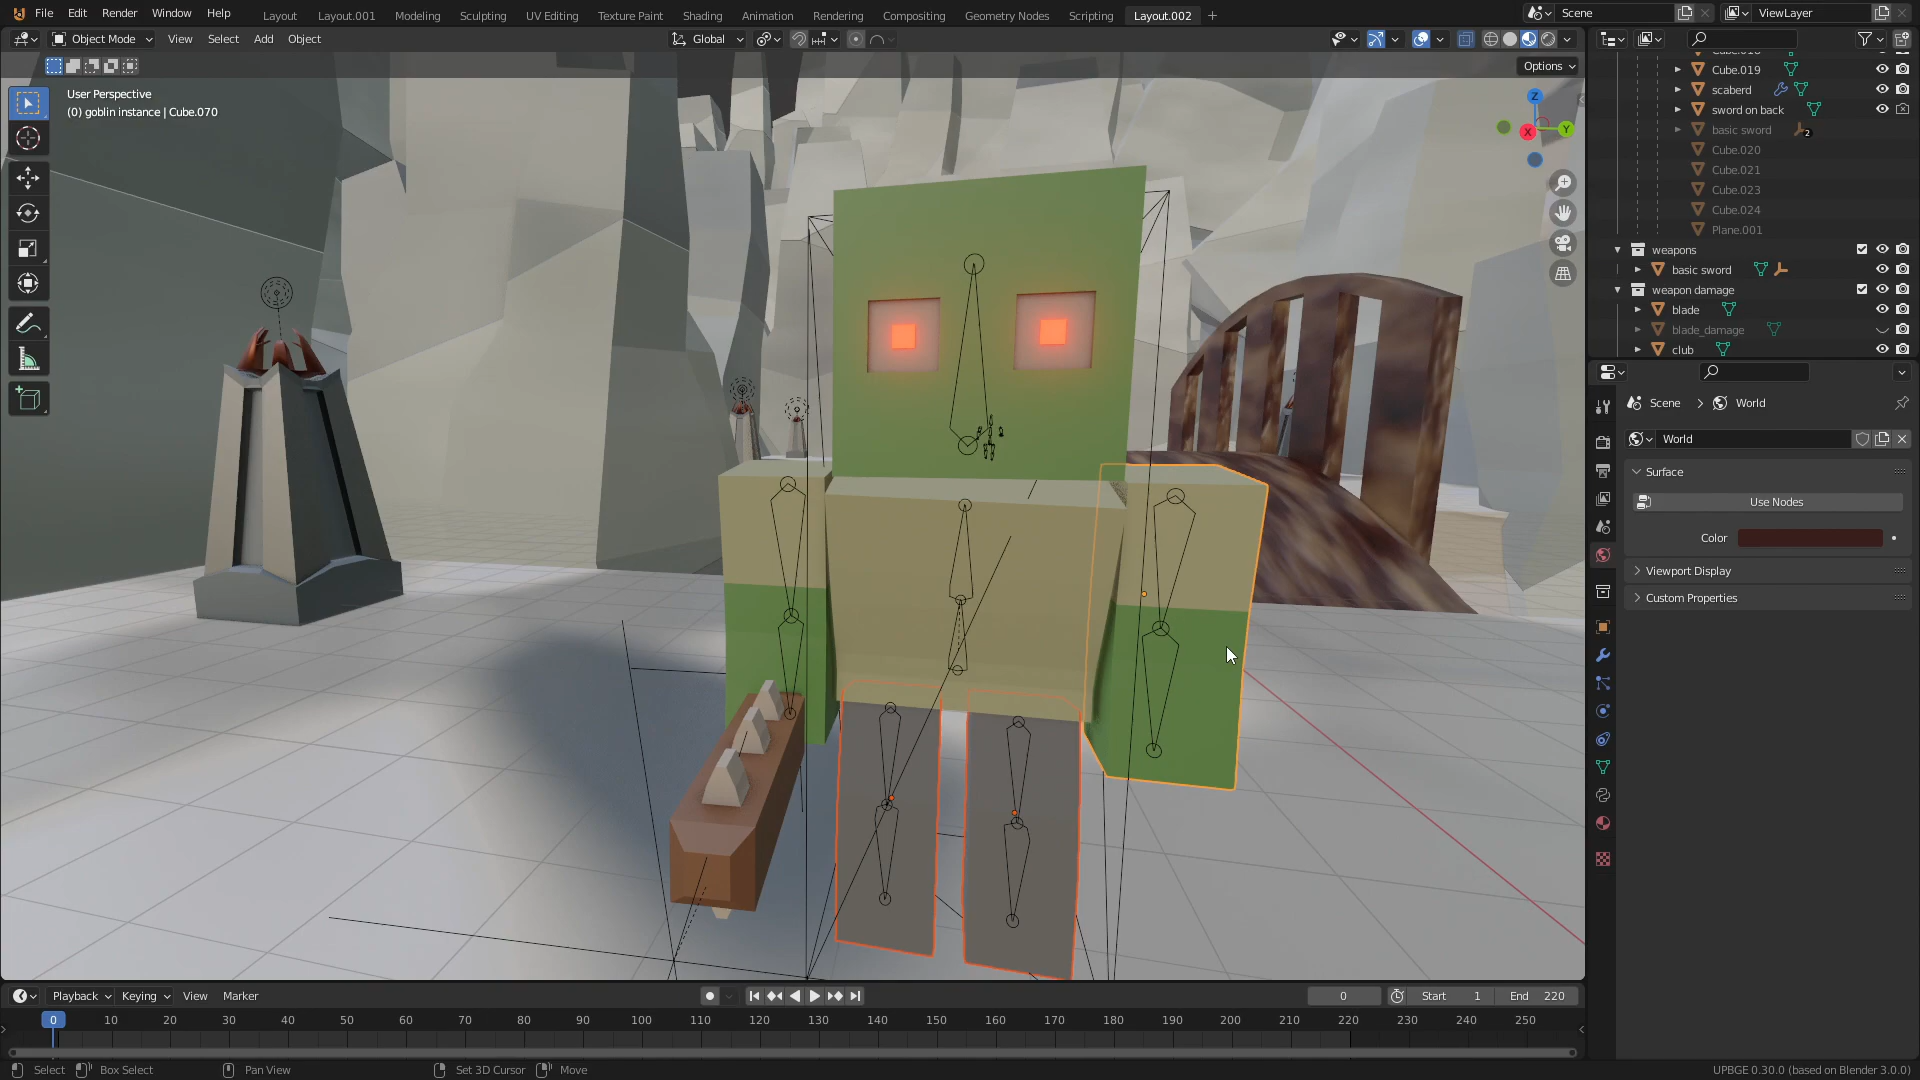 File Edit Render Window Help
Layout Layout.001 Modeling Sculpting UV Editing Texture Paint Shading Animation Rendering Compositing Geometry Nodes Scripting Layout.002
Scene
ViewLayer
Object Mode View Select Add Object
Global
Options
User Perspective
(0) goblin instance | Cube.070
Z
X
Y
Cube.019
scaberd
sword on back
basic sword 2
Cube.020
Cube.021
Cube.023
Cube.024
Plane.001
weapons
basic sword
weapon damage
blade
blade_damage
club
Scene > World
World
Surface
Use Nodes
Color
Viewport Display
Custom Properties
Playback Keying View Marker
0 Start 1 End 220
0 10 20 30 40 50 60 70 80 90 100 110 120 130 140 150 160 170 180 190 200 210 220 230 240 250
Select Box Select Pan View Set 3D Cursor Move
UPBGE 0.30.0 (based on Blender 3.0.0)